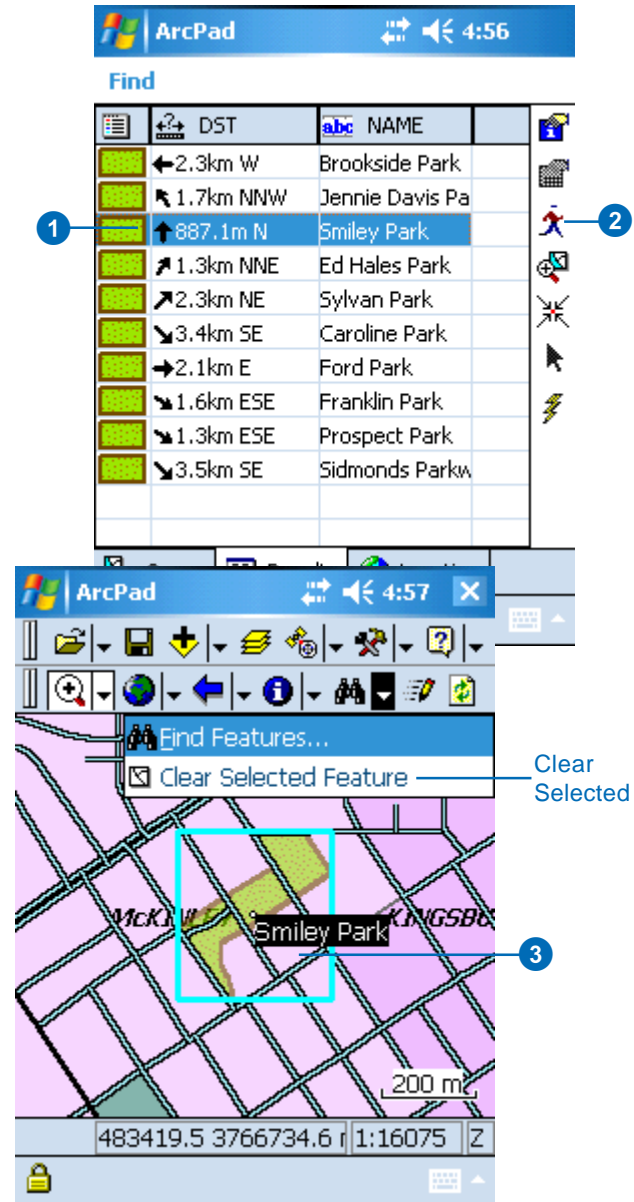 ArcPad 4:56
Find
DST abc NAME
2.3km W Brookside Park
1.7km NNW Jennie Davis Pa
1 887.1m N Smiley Park 2
1.3km NNE Ed Hales Park
2.3km NE Sylvan Park
3.4km SE Caroline Park
2.1km E Ford Park
1.6km ESE Franklin Park
1.3km ESE Prospect Park
3.5km SE Sidmonds Parkw
ArcPad 4:57
Find Features...
Clear Selected Feature
Clear
Selected
Smiley Park
3
200 m
483419.5 3766734.6 1:16075 Z